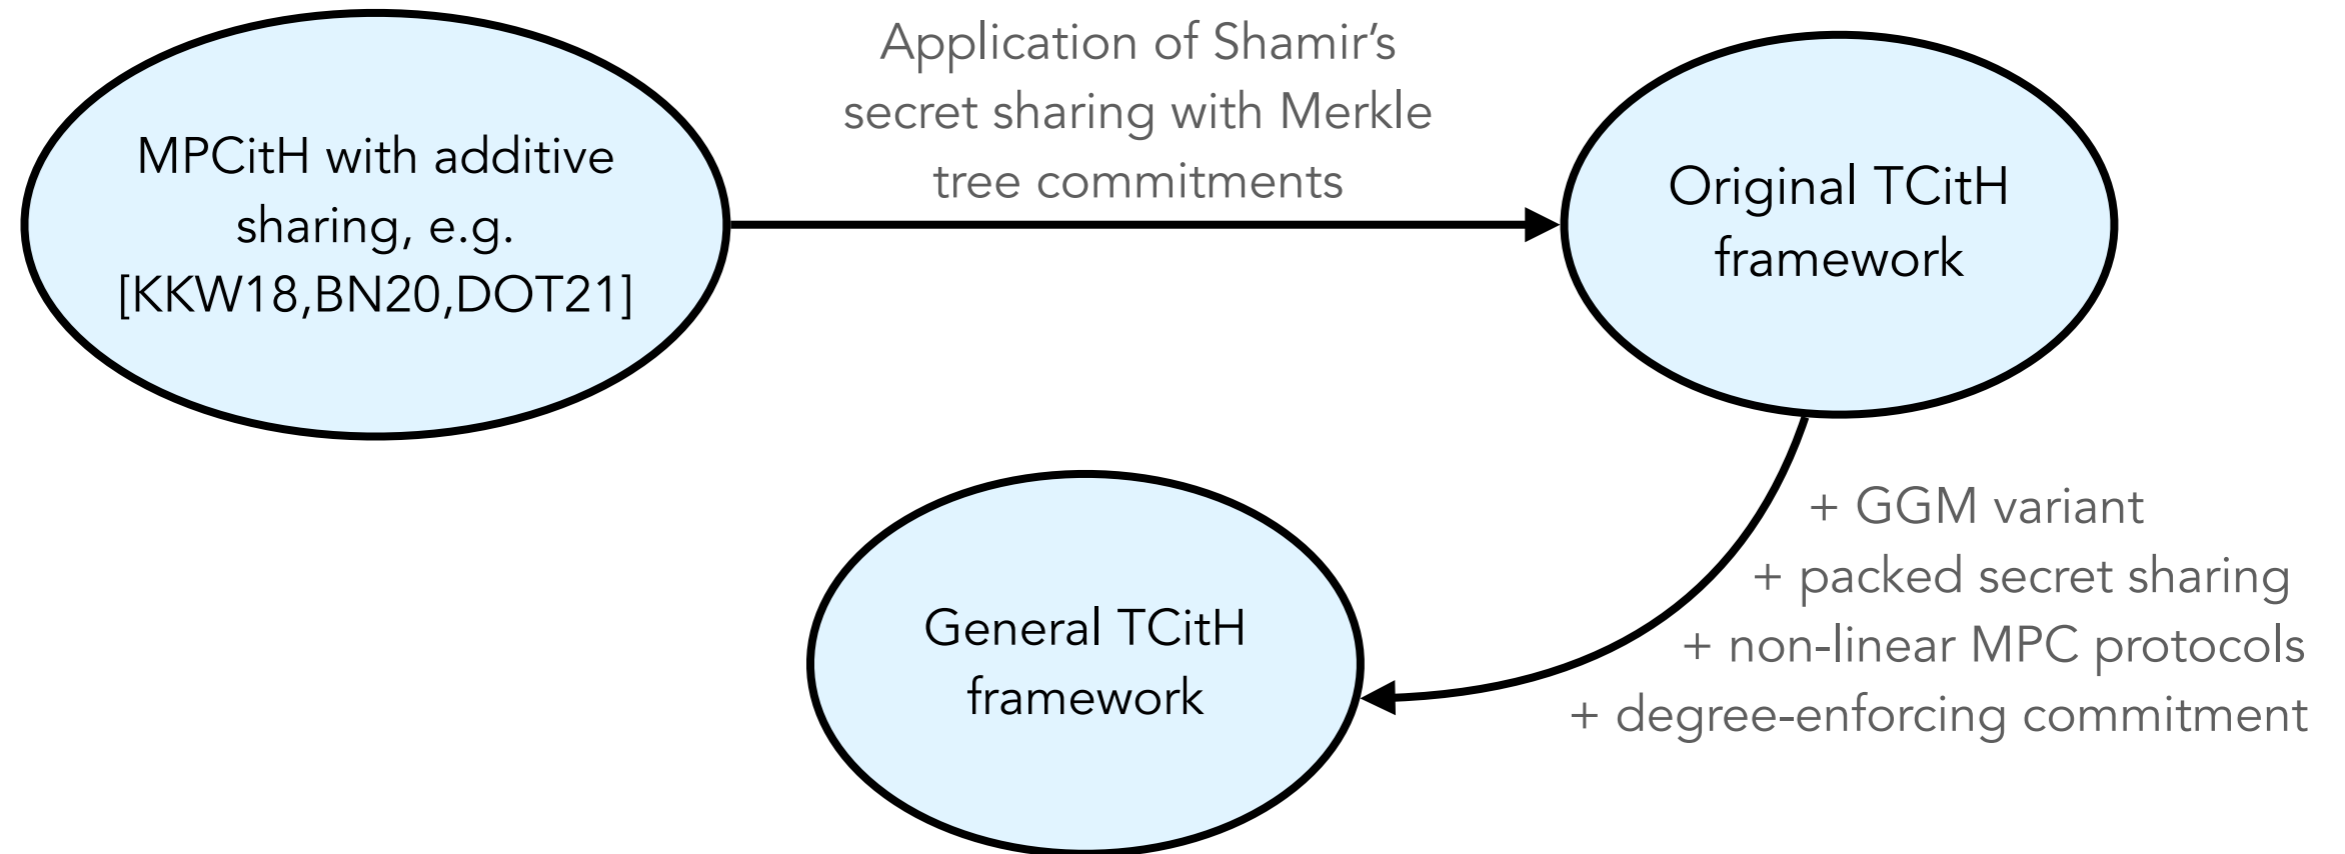 MPCitH with additive
sharing, e.g.
[KKW18,BN20,DOT21]
Application of Shamir’s
secret sharing with Merkle
tree commitments
Original TCitH
framework
+ GGM variant
+ packed secret sharing
+ non-linear MPC protocols
+ degree-enforcing commitment
General TCitH
framework